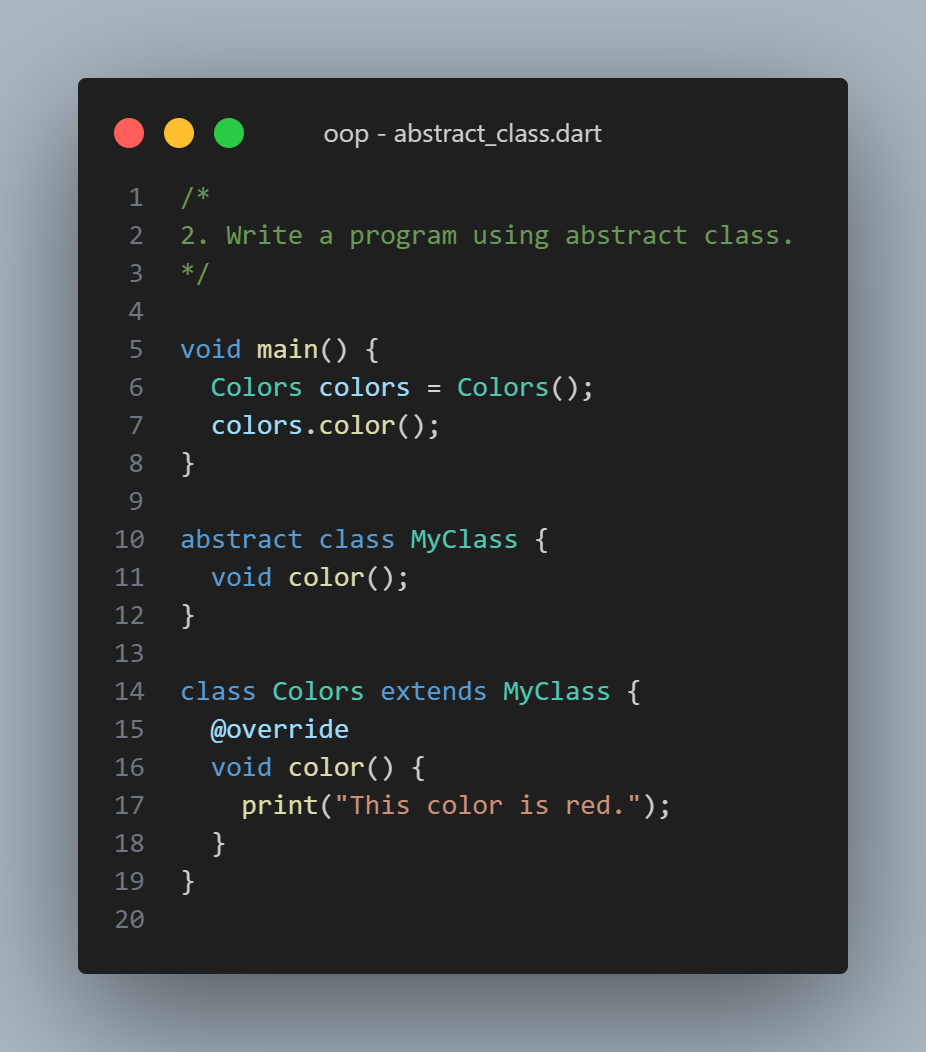 oop - abstract_class.dart
1 /*
2 2. Write a program using abstract class.
3 */
4
5 void main() {
6   Colors colors = Colors();
7   colors.color();
8 }
9
10 abstract class MyClass {
11   void color();
12 }
13
14 class Colors extends MyClass {
15   @override
16   void color() {
17     print("This color is red.");
18   }
19 }
20